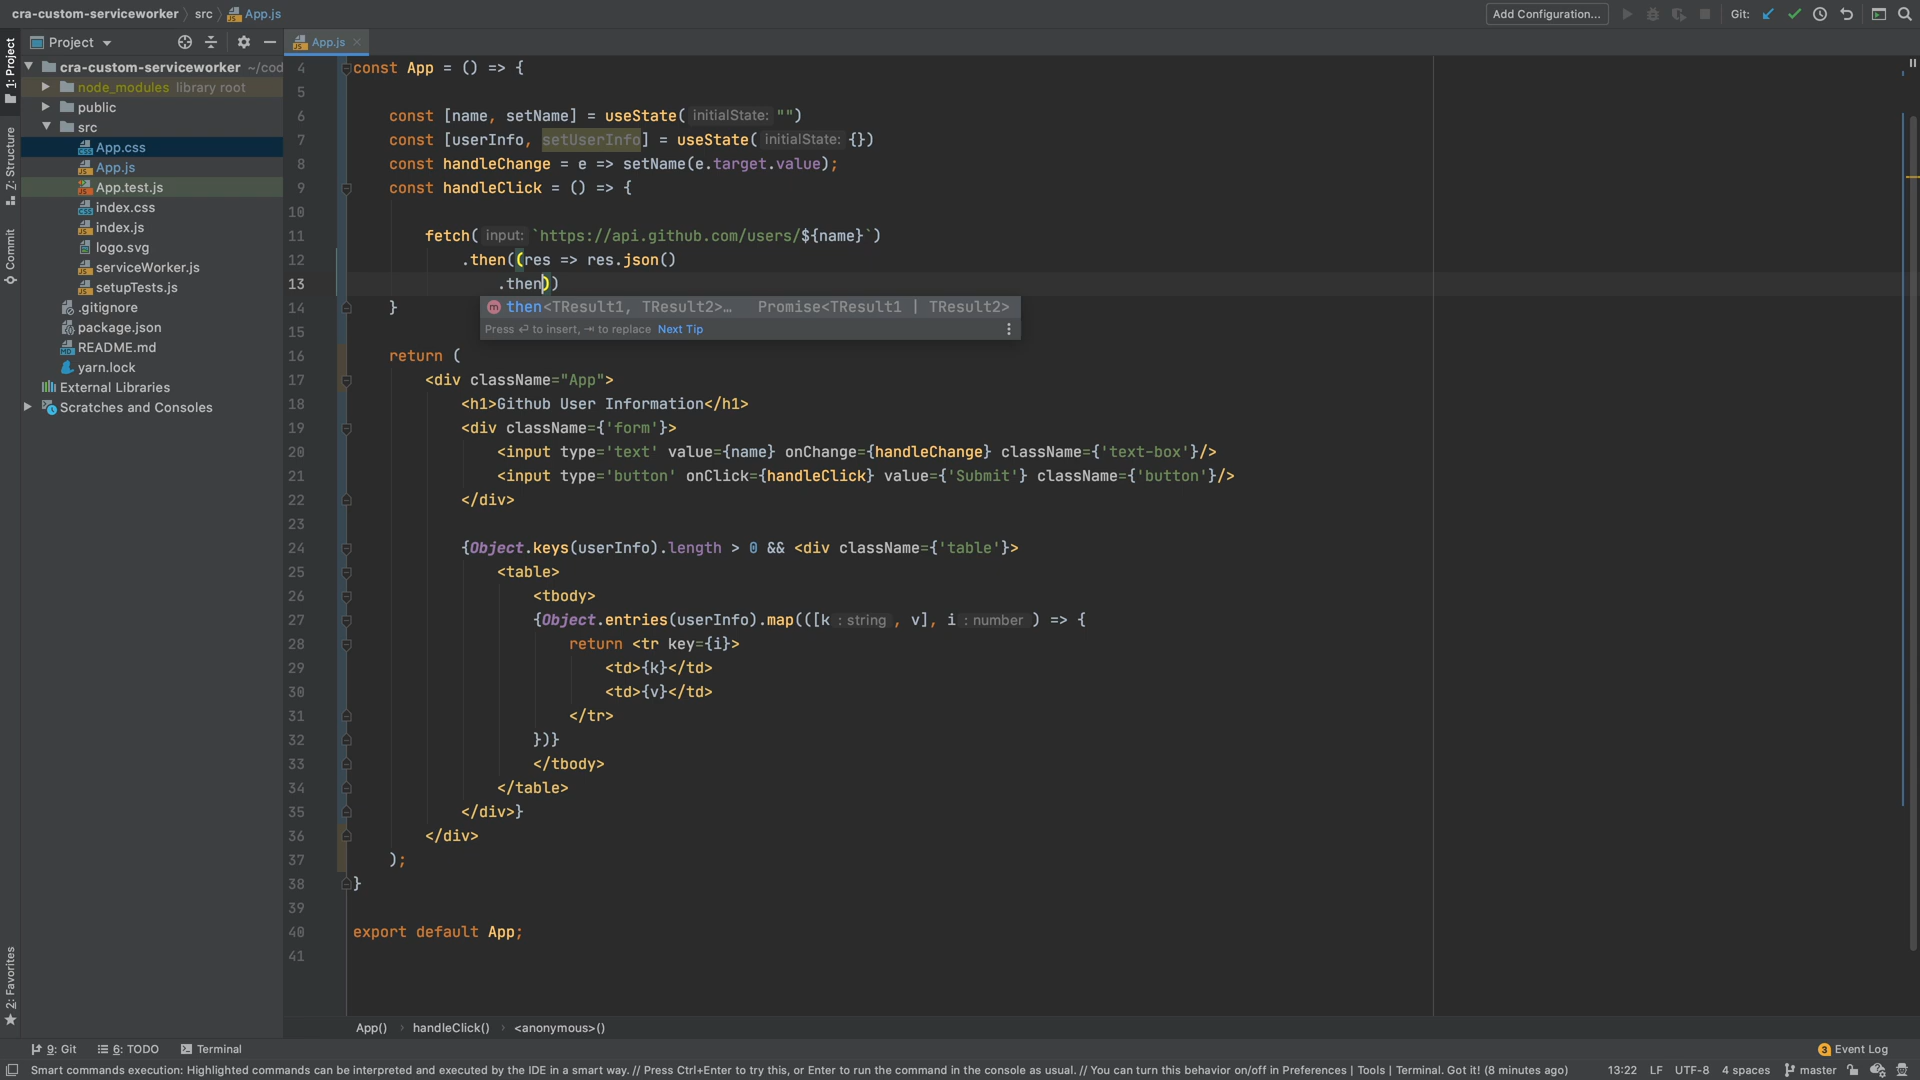 cra-custom-serviceworker src App.js Add Configuration... Git:
Project App.js
1: Project
cra-custom-serviceworker ~/cod
node_modules library root
public
src
App.css
App.js
App.test.js
index.css
index.js
logo.svg
serviceWorker.js
setupTests.js
.gitignore
package.json
README.md
yarn.lock
External Libraries
Scratches and Consoles
Z: Structure
Commit
2: Favorites
4 const App = () => {
5
6 const [name, setName] = useState( initialState: "")
7 const [userInfo, setUserInfo] = useState( initialState: {})
8 const handleChange = e => setName(e.target.value);
9 const handleClick = () => {
10
11 fetch( input: `https://api.github.com/users/${name}`)
12 .then((res => res.json()
13 .then))
14 }
then<TResult1, TResult2>… Promise<TResult1 | TResult2>
Press ⏎ to insert, ⇥ to replace Next Tip
15
16 return (
17 <div className="App">
18 <h1>Github User Information</h1>
19 <div className={'form'}>
20 <input type='text' value={name} onChange={handleChange} className={'text-box'}/>
21 <input type='button' onClick={handleClick} value={'Submit'} className={'button'}/>
22 </div>
23
24 {Object.keys(userInfo).length > 0 && <div className={'table'}>
25 <table>
26 <tbody>
27 {Object.entries(userInfo).map(([k : string , v], i : number ) => {
28 return <tr key={i}>
29 <td>{k}</td>
30 <td>{v}</td>
31 </tr>
32 })}
33 </tbody>
34 </table>
35 </div>}
36 </div>
37 );
38 }
39
40 export default App;
41
App() handleClick() <anonymous>()
9: Git 6: TODO Terminal 3 Event Log
Smart commands execution: Highlighted commands can be interpreted and executed by the IDE in a smart way. // Press Ctrl+Enter to try this, or Enter to run the command in the console as usual. // You can turn this behavior on/off in Preferences | Tools | Terminal. Got it! (8 minutes ago) 13:22 LF UTF-8 4 spaces master